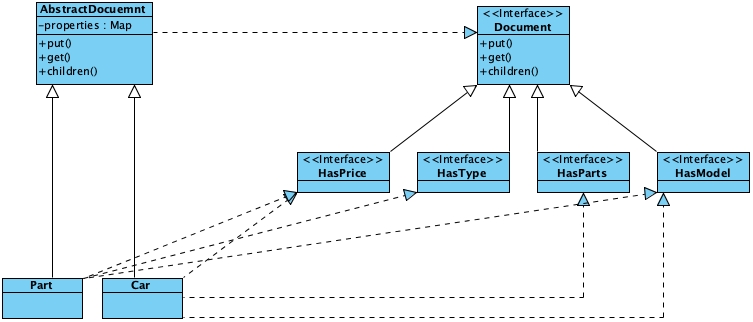 AbstractDocuemnt
-properties : Map
+put()
+get()
+children()
<<Interface>>
Document
+put()
+get()
+children()
<<Interface>>
HasPrice
<<Interface>>
HasType
<<Interface>>
HasParts
<<Interface>>
HasModel
Part
Car